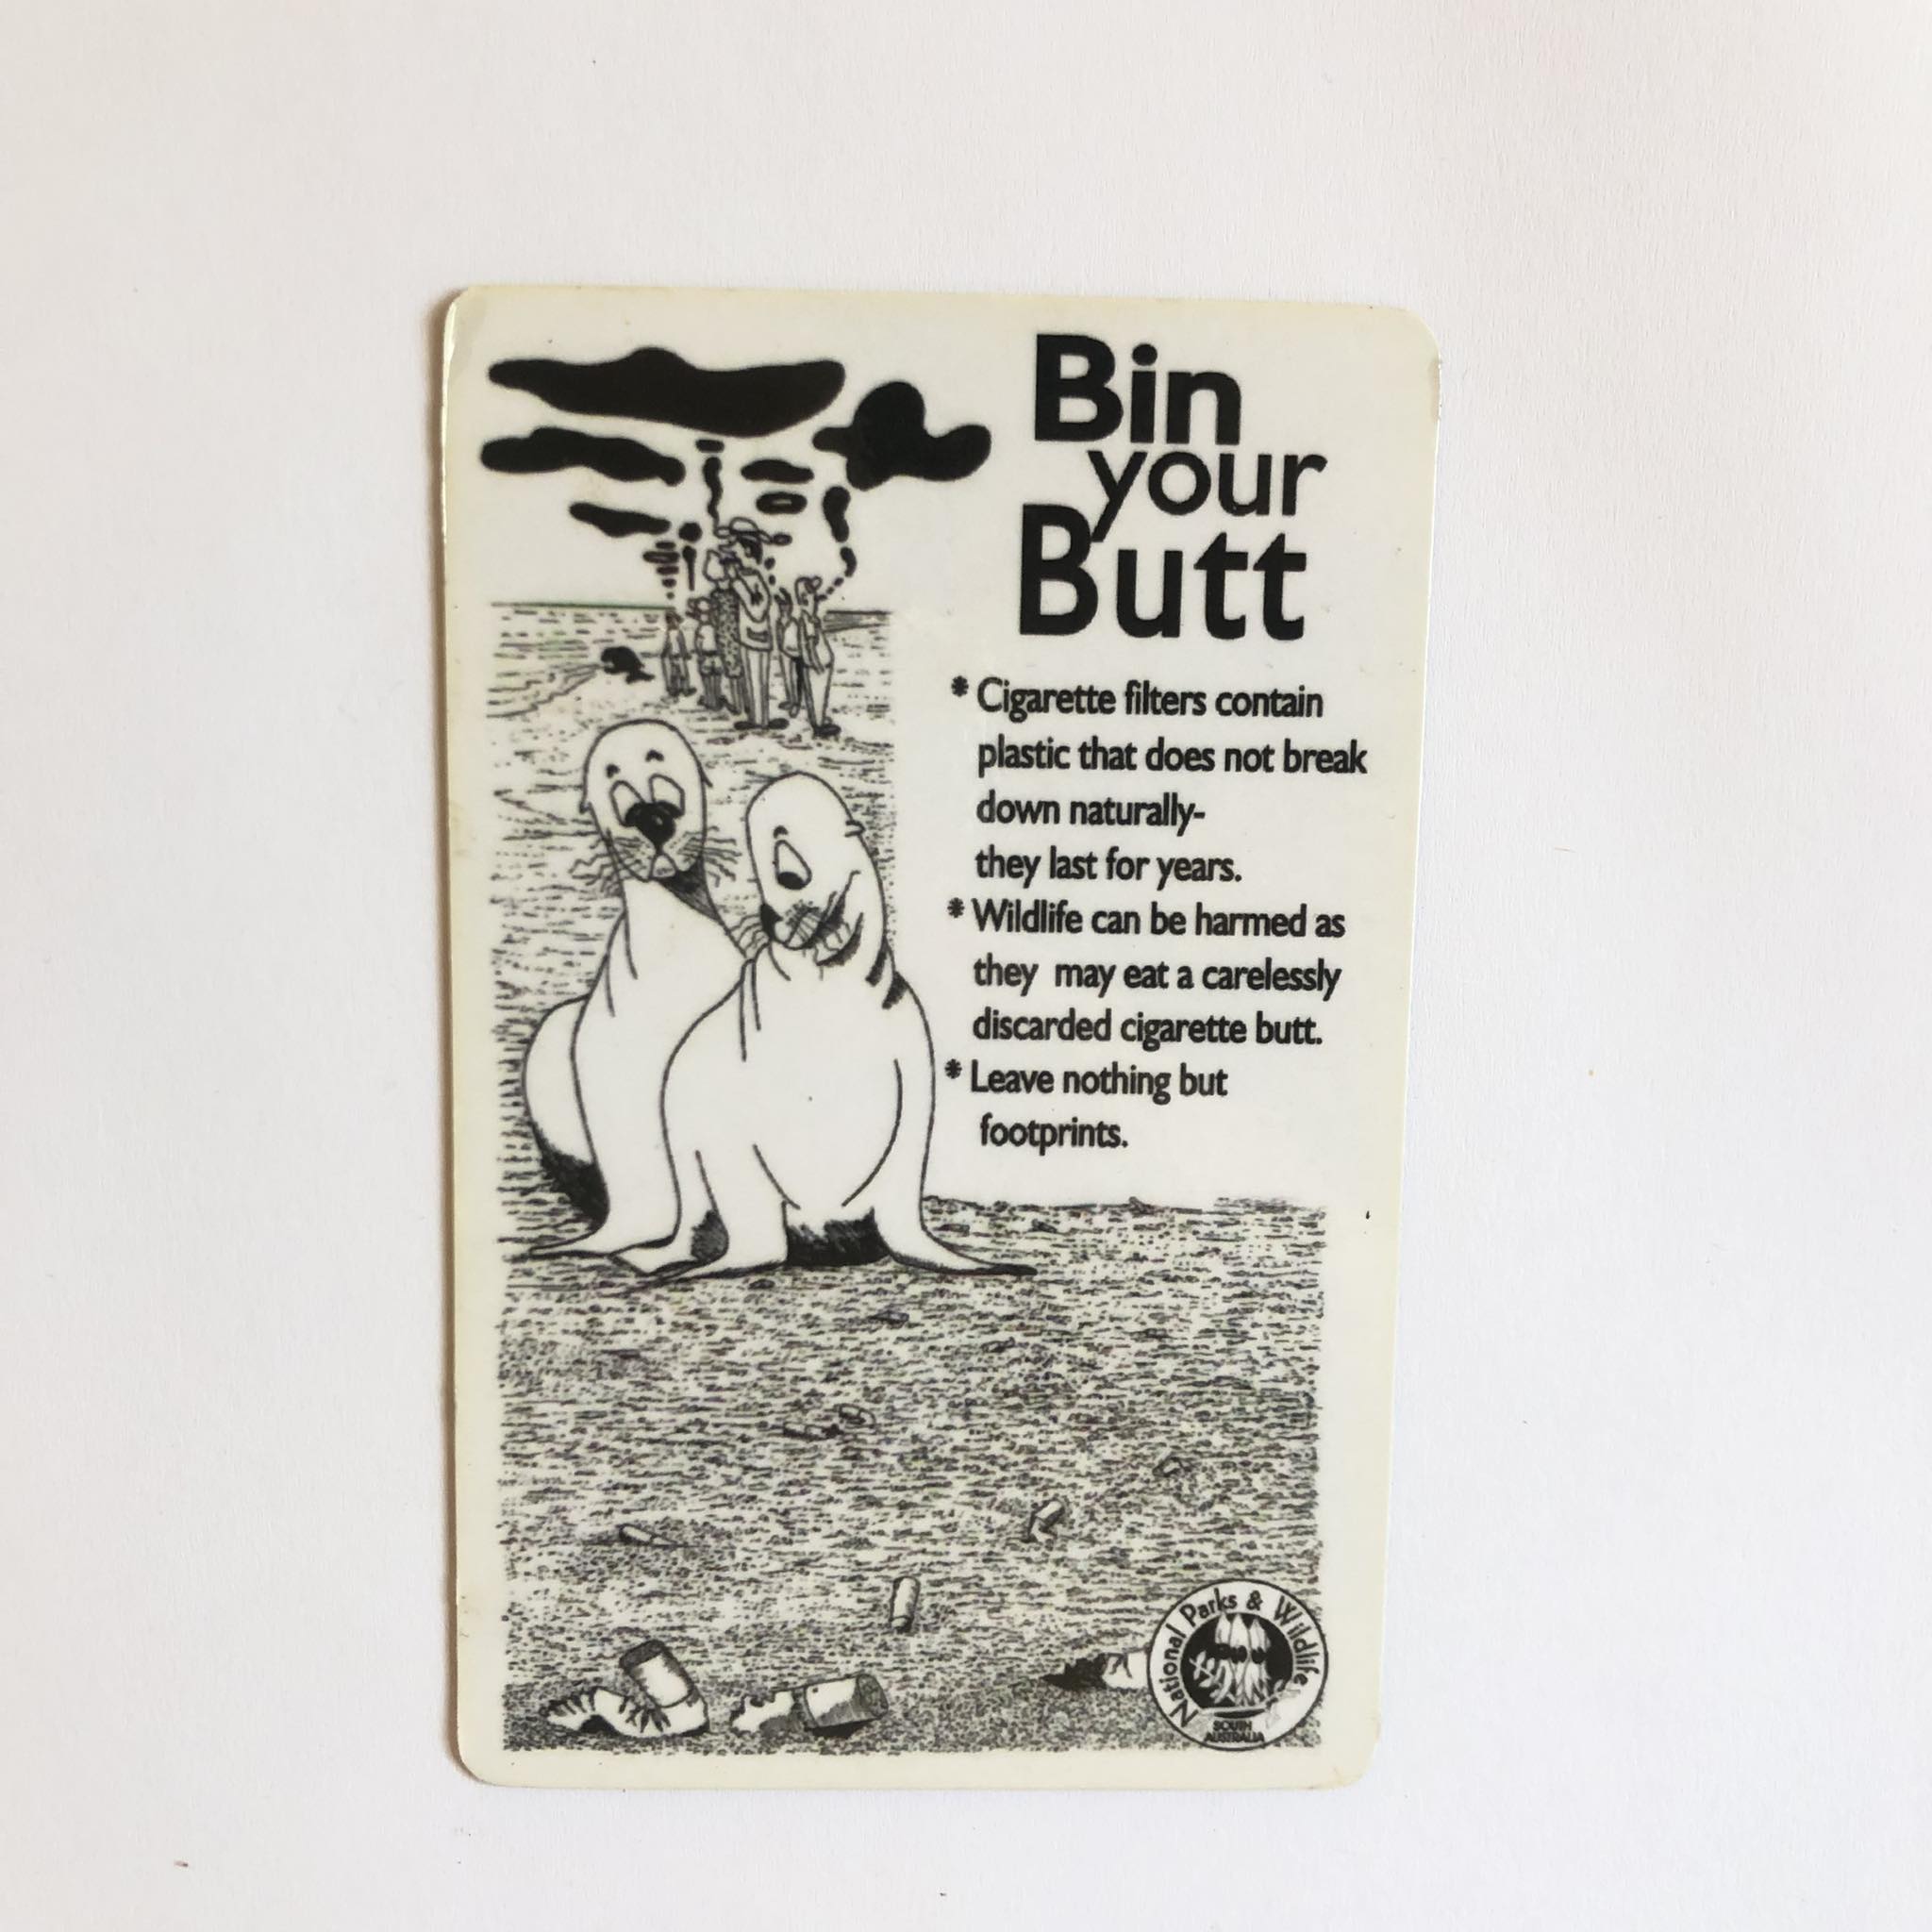 Bin
your
Butt
* Cigarette filters contain
plastic that does not break
down naturally-
they last for years.
* Wildlife can be harmed as
they may eat a carelessly
discarded cigarette butt.
* Leave nothing but
footprints.
National Parks & Wildlife
SOUTH
AUSTRALIA